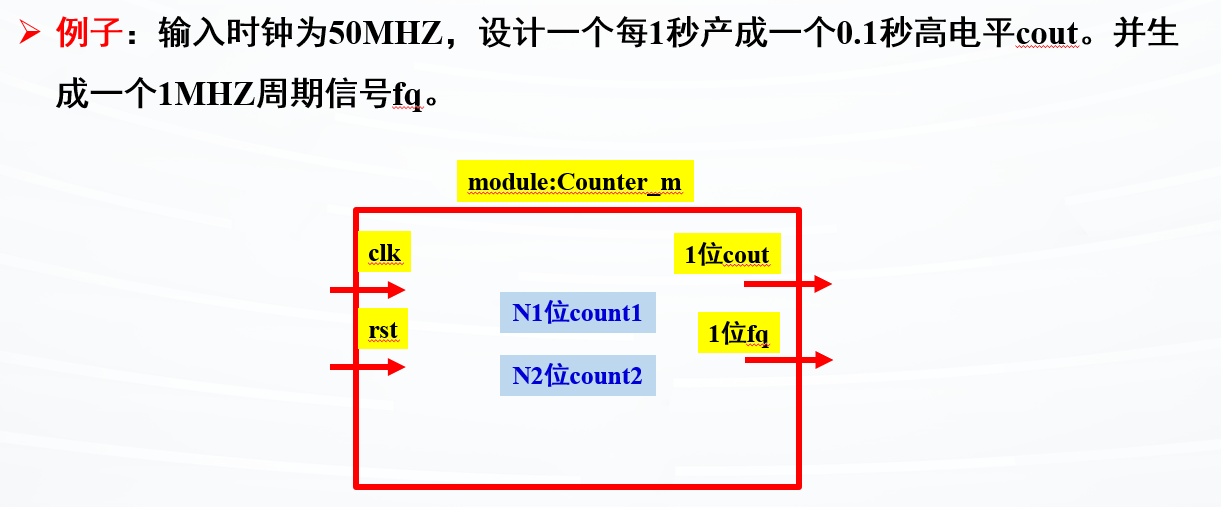 例子：输入时钟为50MHZ，设计一个每1秒产成一个0.1秒高电平cout。并生
成一个1MHZ周期信号fq。
module:Counter_m
clk
1位cout
N1位count1
rst
1位fq
N2位count2